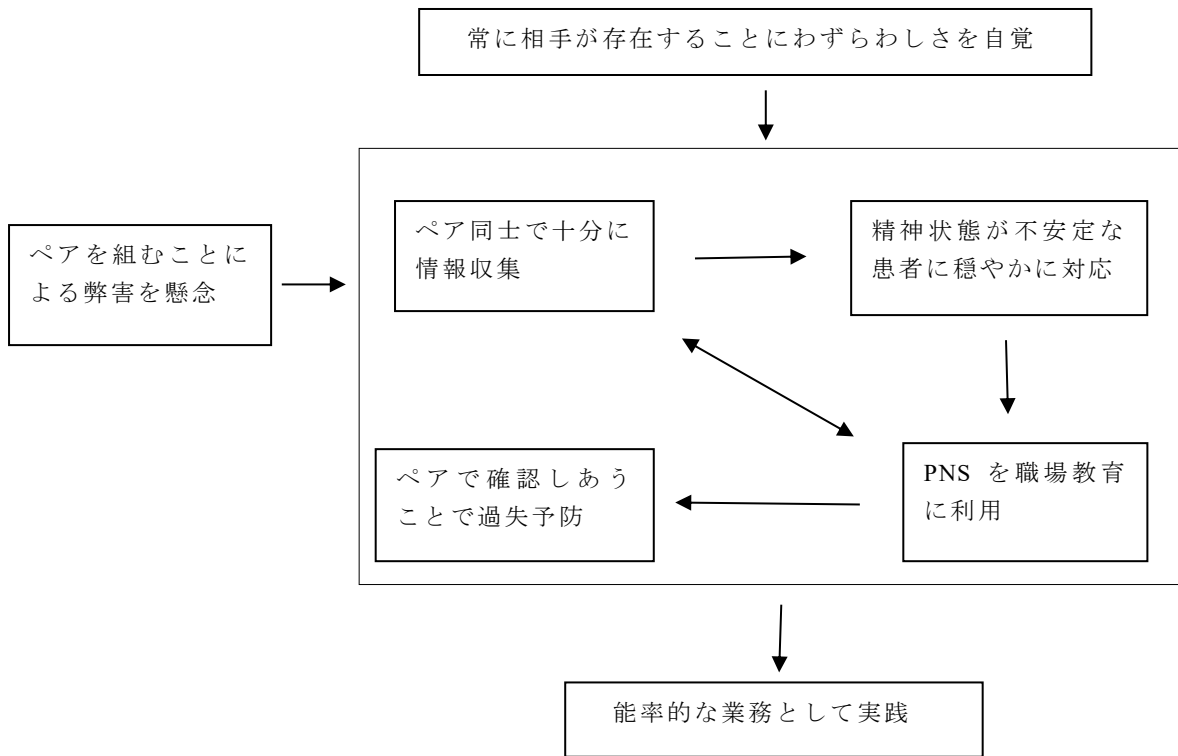 常に相手が存在することにわずらわしさを自覚
ペアを組むことに
よる弊害を懸念
ペア同士で十分に
情報収集
精神状態が不安定な
患者に穏やかに対応
ペアで確認しあう
ことで過失予防
PNS を職場教育
に利用
能率的な業務として実践